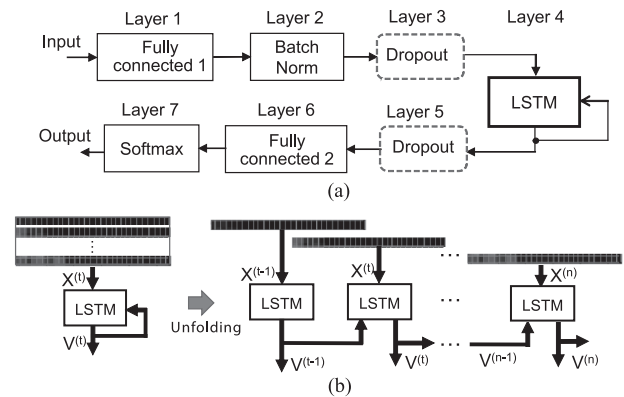 Layer 1 Layer 2 Layer 3 Layer 4
Input
Fully
connected 1
Batch
Norm
Dropout
LSTM
Layer 7 Layer 6 Layer 5
Output
Softmax
Fully
connected 2
Dropout
(a)
X(t)
LSTM
V(t)
Unfolding
X(t-1)
LSTM
V(t-1)
X(t)
LSTM
V(t)
...
...
...
X(n)
LSTM
V(n-1)
V(n)
(b)